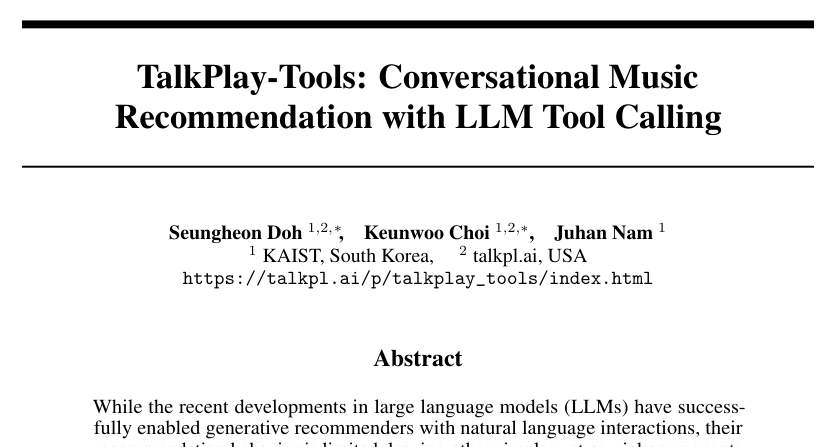 TalkPlay-Tools: Conversational Music
Recommendation with LLM Tool Calling
Seungheon Doh 1,2,*, Keunwoo Choi 1,2,*, Juhan Nam 1
1 KAIST, South Korea, 2 talkpl.ai, USA
https://talkpl.ai/p/talkplay_tools/index.html
Abstract
While the recent developments in large language models (LLMs) have success-
fully enabled generative recommenders with natural language interactions, their